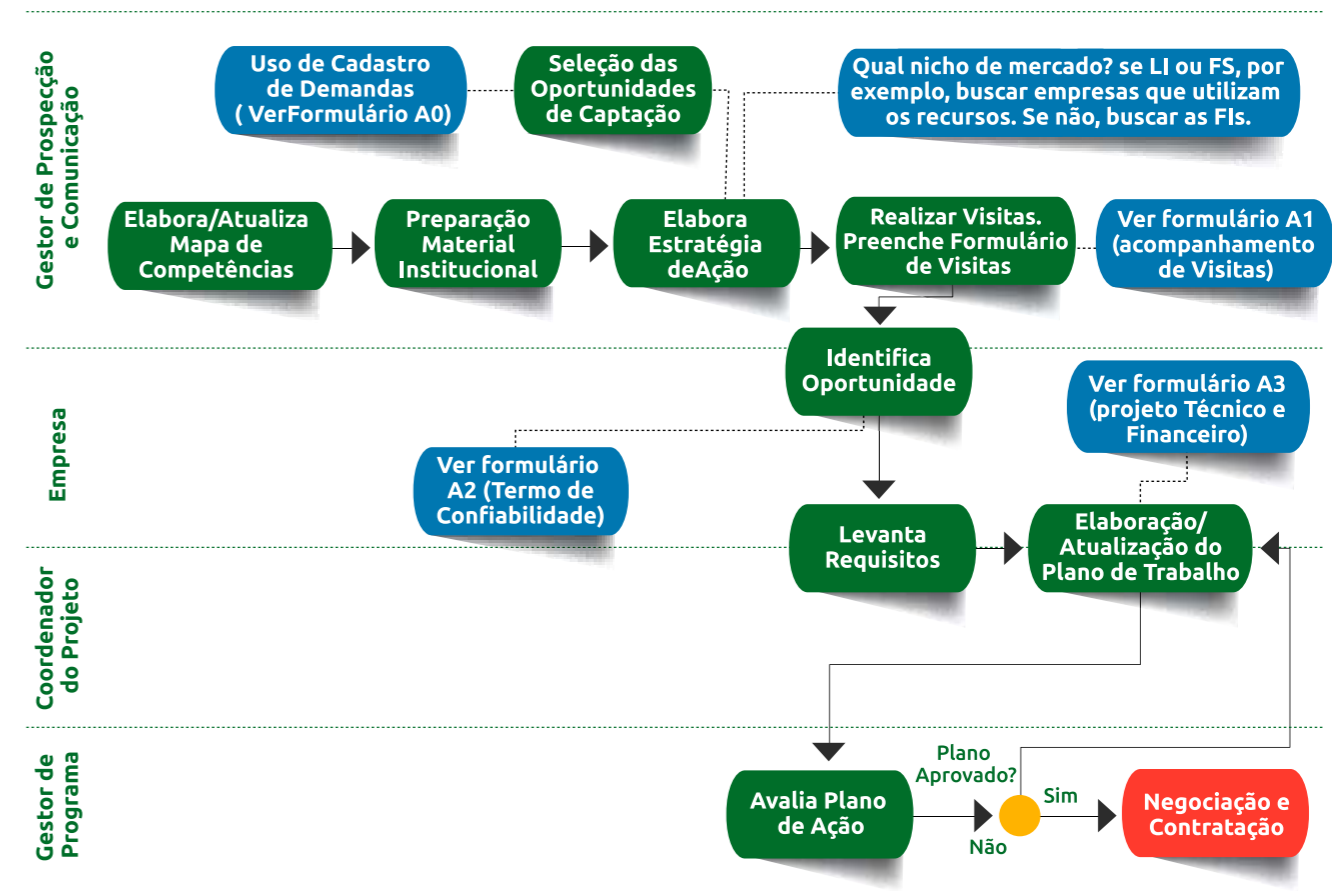 Gestor de Prospecção
e Comunicação
Uso de Cadastro
de Demandas
( VerFormulário A0)
Seleção das
Oportunidades
de Captação
Qual nicho de mercado? se LI ou FS, por
exemplo, buscar empresas que utilizam
os recursos. Se não, buscar as FIs.
Elabora/Atualiza
Mapa de
Competências
Preparação
Material
Institucional
Elabora
Estratégia
deAção
Realizar Visitas.
Preenche Formulário
de Visitas
Ver formulário A1
(acompanhamento
de Visitas)
Empresa
Identifica
Oportunidade
Ver formulário A3
(projeto Técnico e
Financeiro)
Ver formulário
A2 (Termo de
Confiabilidade)
Levanta
Requisitos
Elaboração/
Atualização do
Plano de Trabalho
Coordenador
do Projeto
Gestor de
Programa
Avalia Plano
de Ação
Plano
Aprovado?
Sim
Não
Negociação e
Contratação